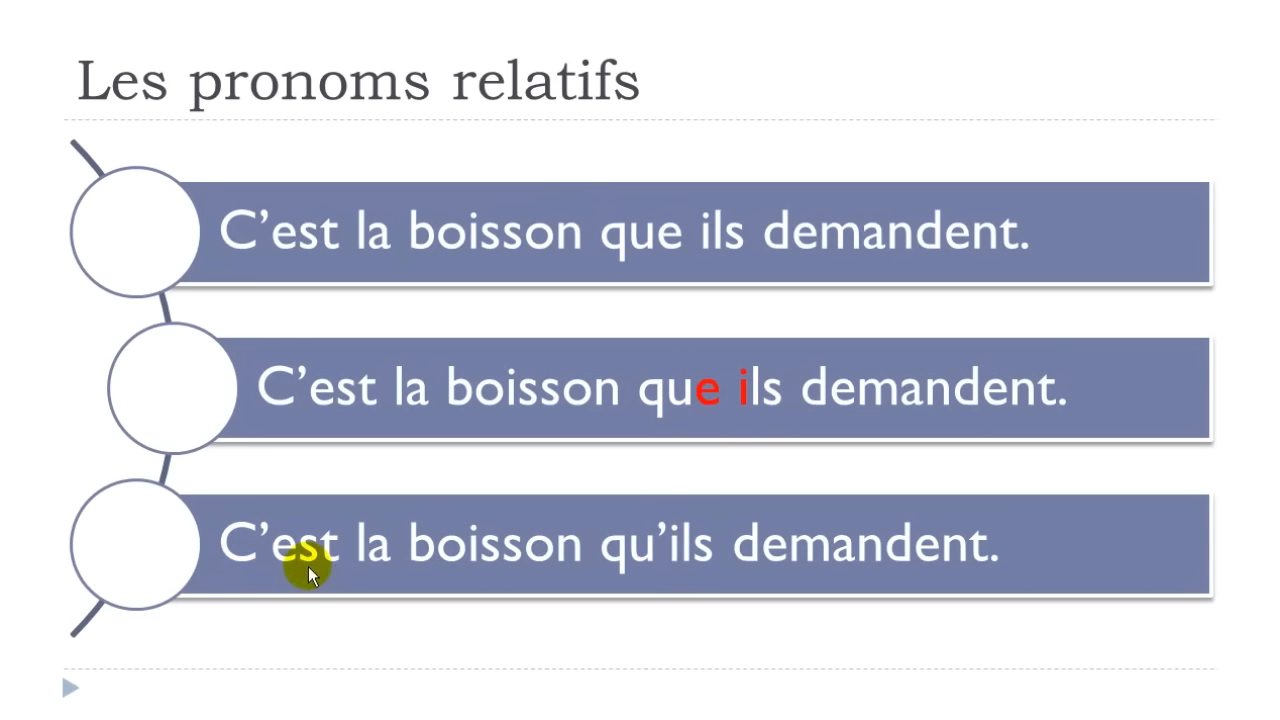 Les pronoms relatifs
C’est la boisson que ils demandent.
C’est la boisson que ils demandent.
C’est la boisson qu’ils demandent.